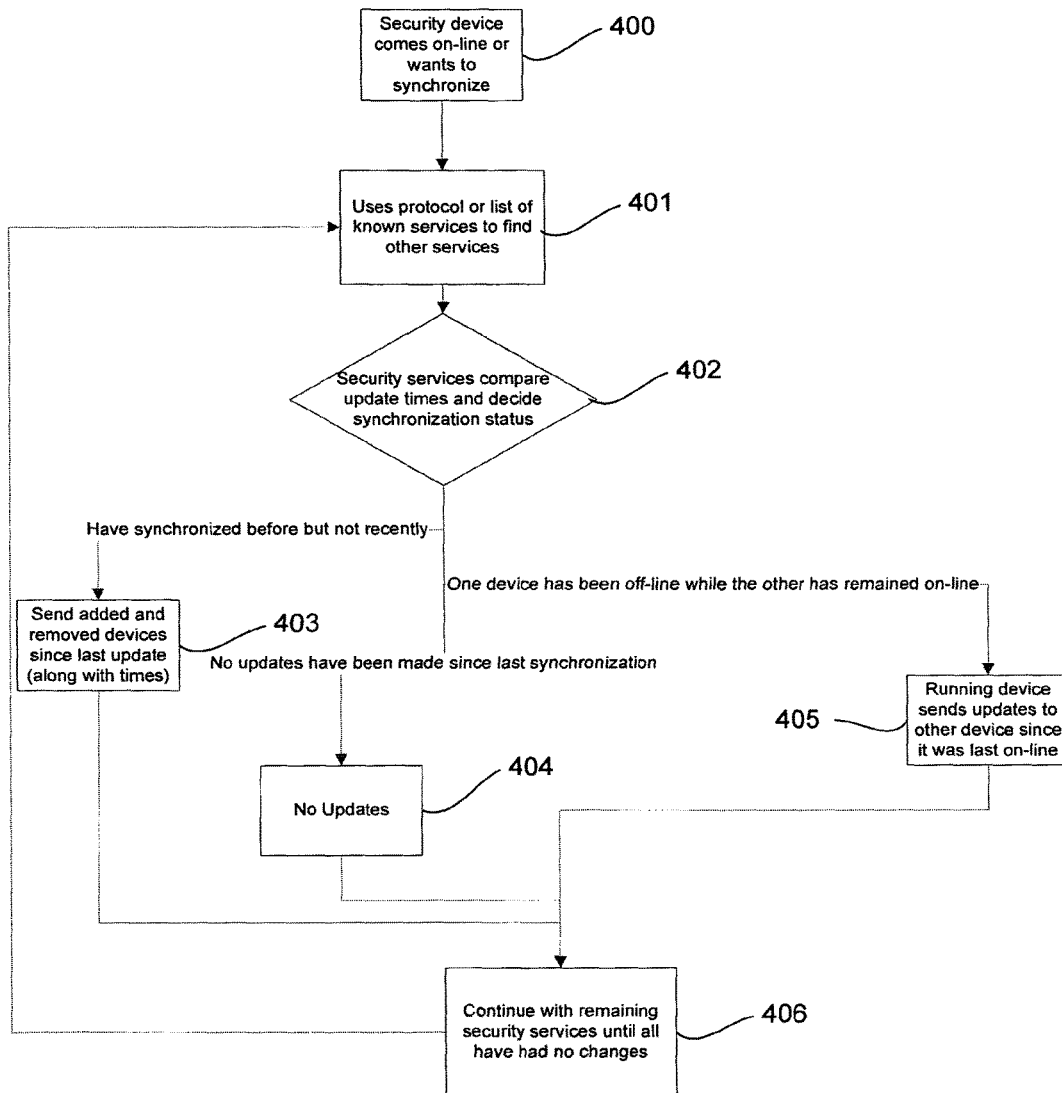 Security device
comes on-line or
wants to
synchronize
400
Uses protocol or list of
known services to find
other services
401
Security services compare
update times and decide
synchronization status
402
Have synchronized before but not recently
One device has been off-line while the other has remained on-line
Send added and
removed devices
since last update
(along with times)
403
No updates have been made since last synchronization
Running device
sends updates to
other device since
it was last on-line
405
No Updates
404
Continue with remaining
security services until all
have had no changes
406